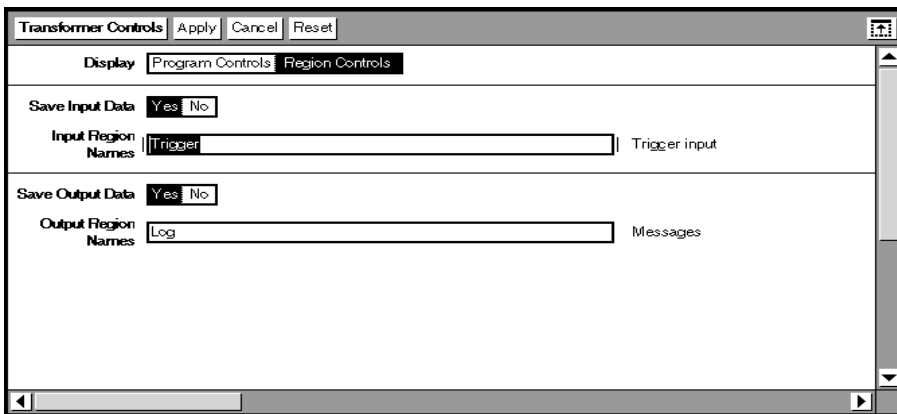 Transformer Controls Apply Cancel Reset
Display Program Controls Region Controls
Save Input Data Yes No
Input Region Names Trigger Trigger input
Save Output Data Yes No
Output Region Names Log Messages